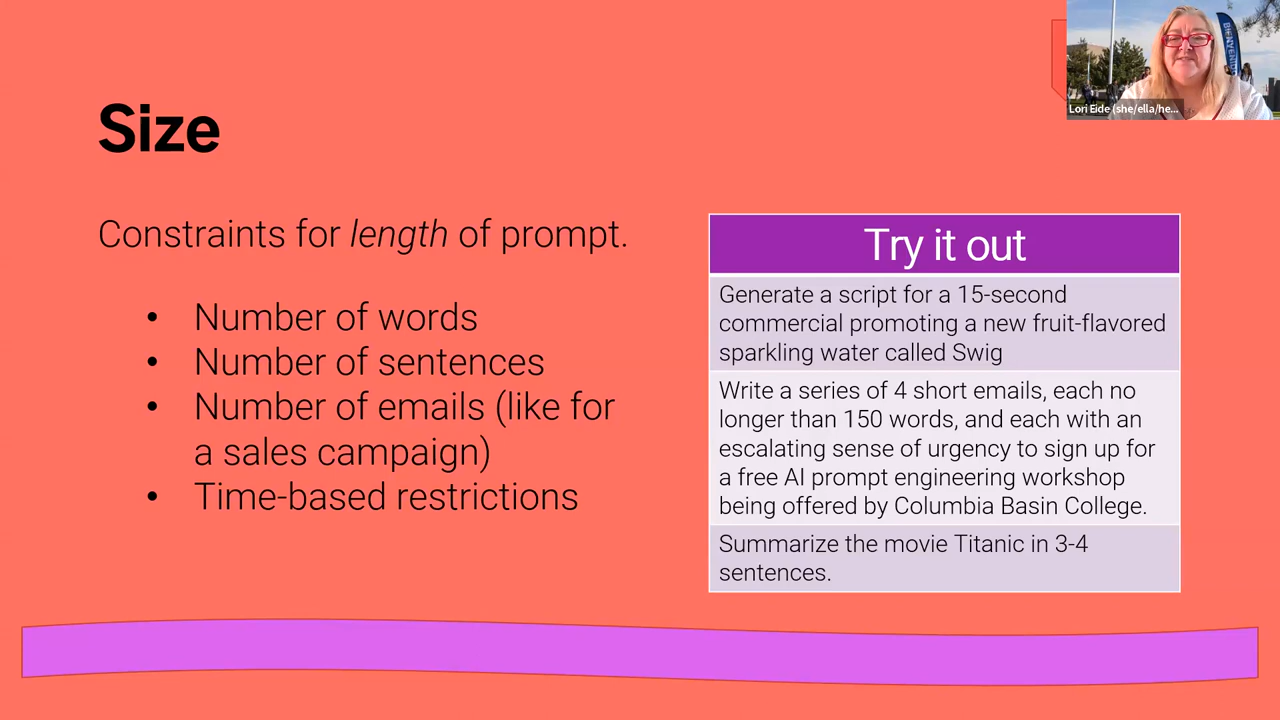 Size
Constraints for length of prompt.
• Number of words
• Number of sentences
• Number of emails (like for
a sales campaign)
• Time-based restrictions
Try it out
Generate a script for a 15-second
commercial promoting a new fruit-flavored
sparkling water called Swig
Write a series of 4 short emails, each no
longer than 150 words, and each with an
escalating sense of urgency to sign up for
a free AI prompt engineering workshop
being offered by Columbia Basin College.
Summarize the movie Titanic in 3-4
sentences.
Lori Eide (she/ella/he...